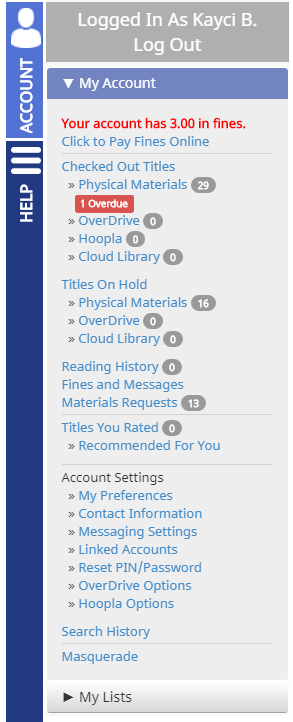 Logged In As Kayci B.
Log Out
ACCOUNT
HELP
▼ My Account
Your account has 3.00 in fines.
Click to Pay Fines Online
Checked Out Titles
» Physical Materials 29
1 Overdue
» OverDrive 0
» Hoopla 0
» Cloud Library 0
Titles On Hold
» Physical Materials 16
» OverDrive 0
» Cloud Library 0
Reading History 0
Fines and Messages
Materials Requests 13
Titles You Rated 0
» Recommended For You
Account Settings
» My Preferences
» Contact Information
» Messaging Settings
» Linked Accounts
» Reset PIN/Password
» OverDrive Options
» Hoopla Options
Search History
Masquerade
► My Lists